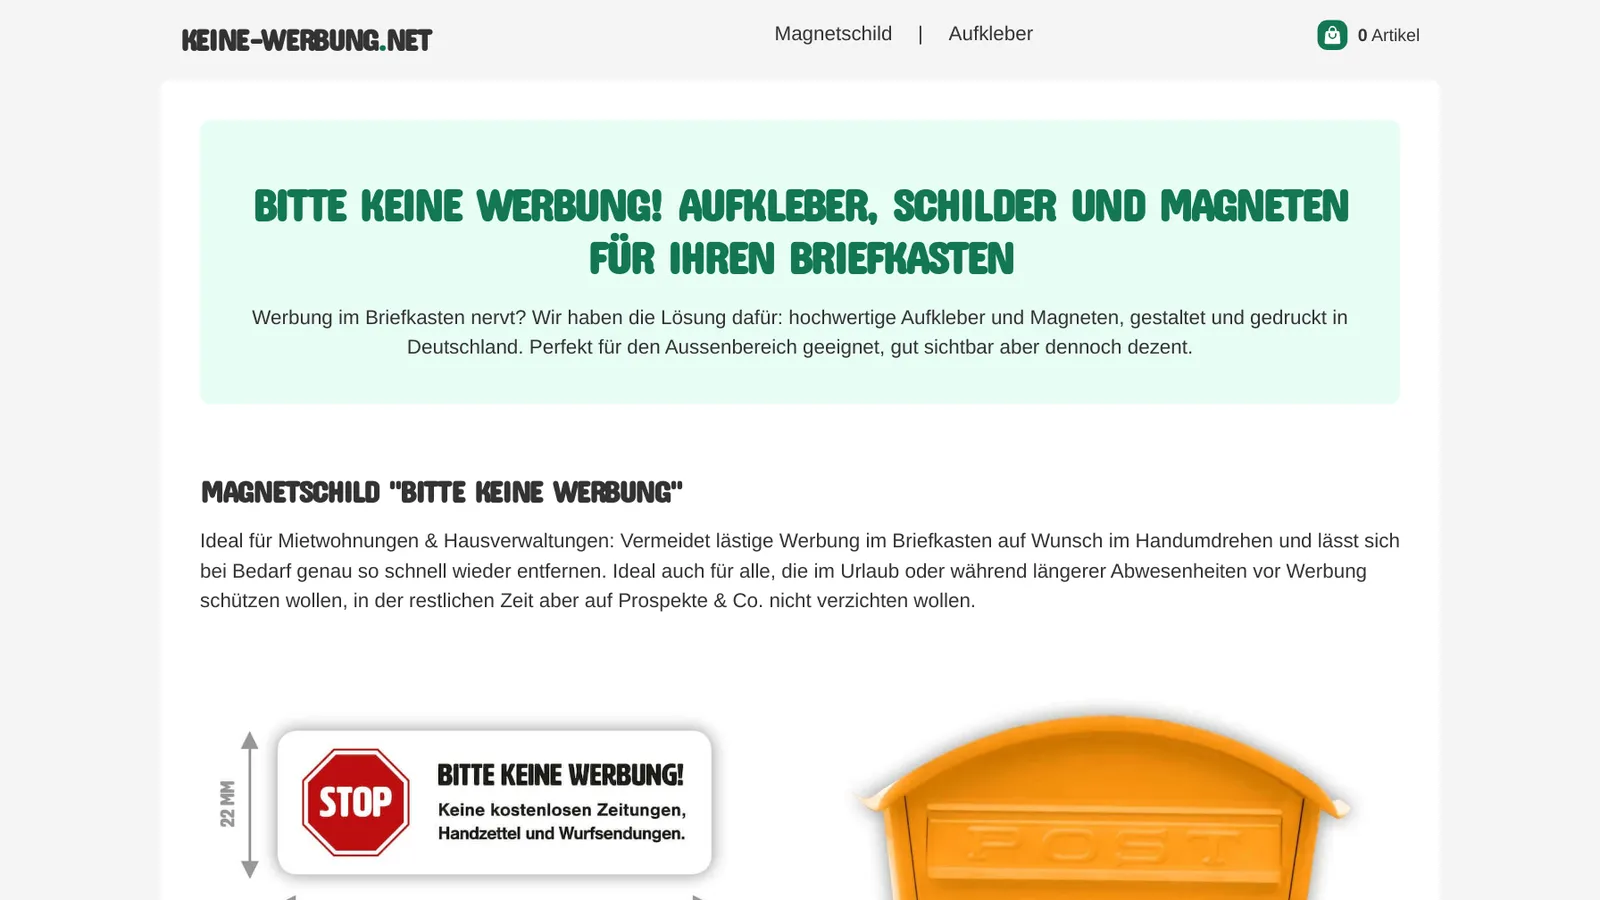 KEINE-WERBUNG.NET
Magnetschild | Aufkleber
0 Artikel
BITTE KEINE WERBUNG! AUFKLEBER, SCHILDER UND MAGNETEN
FÜR IHREN BRIEFKASTEN
Werbung im Briefkasten nervt? Wir haben die Lösung dafür: hochwertige Aufkleber und Magneten, gestaltet und gedruckt in
Deutschland. Perfekt für den Aussenbereich geeignet, gut sichtbar aber dennoch dezent.
MAGNETSCHILD "BITTE KEINE WERBUNG"
Ideal für Mietwohnungen & Hausverwaltungen: Vermeidet lästige Werbung im Briefkasten auf Wunsch im Handumdrehen und lässt sich
bei Bedarf genau so schnell wieder entfernen. Ideal auch für alle, die im Urlaub oder während längerer Abwesenheiten vor Werbung
schützen wollen, in der restlichen Zeit aber auf Prospekte & Co. nicht verzichten wollen.
22 MM
STOP
BITTE KEINE WERBUNG!
Keine kostenlosen Zeitungen,
Handzettel und Wurfsendungen.
POST